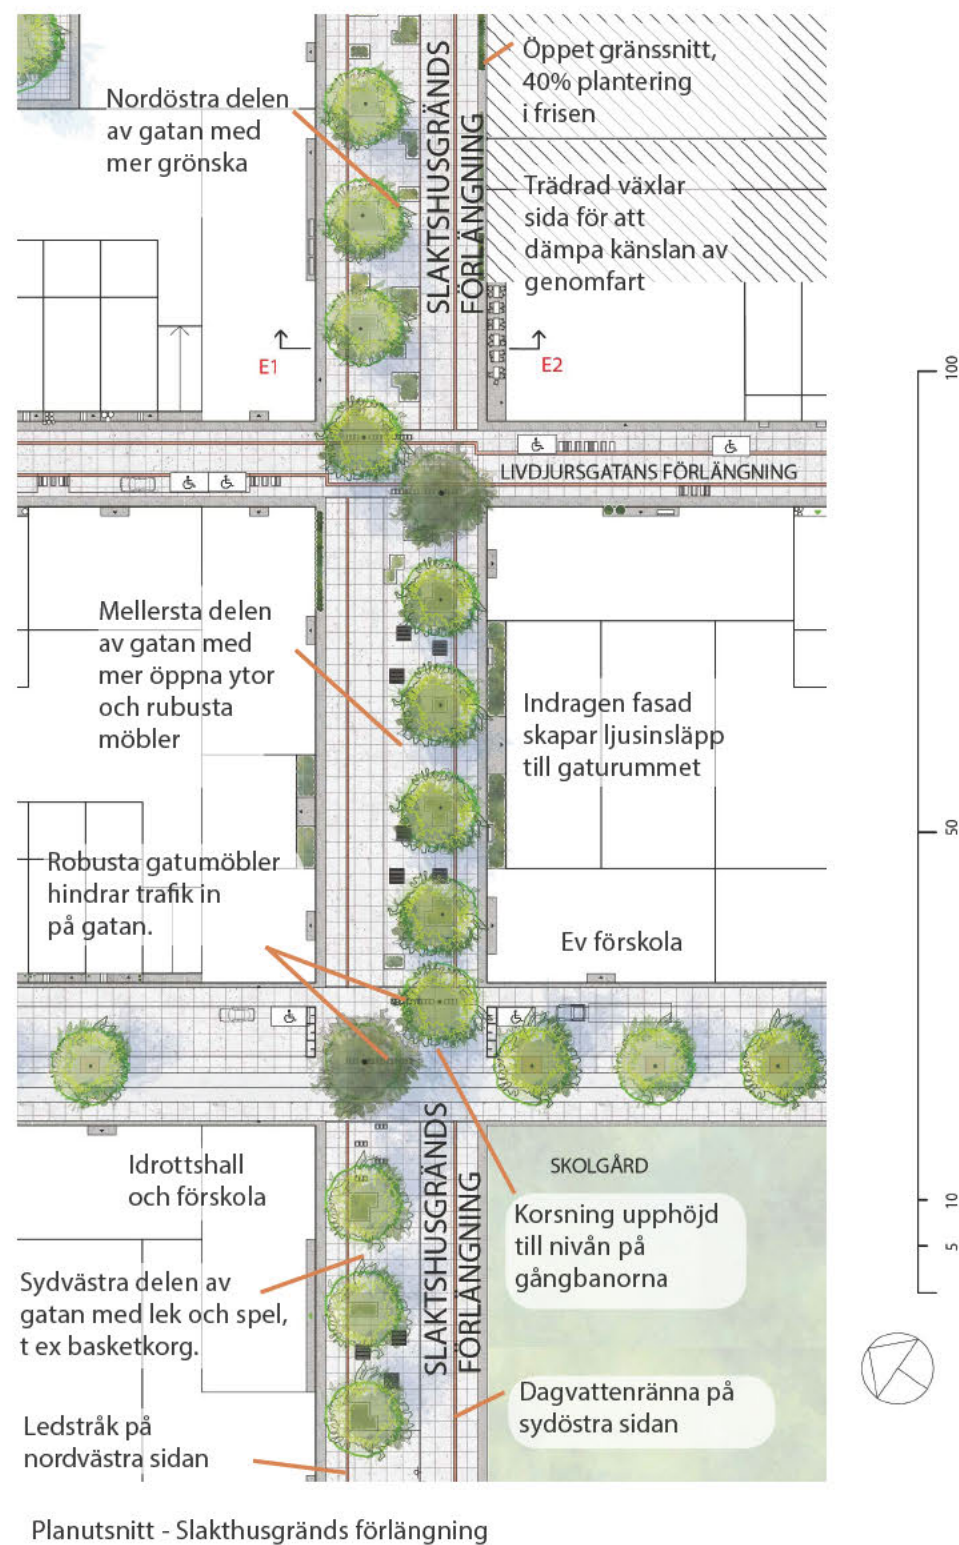 Öppet gränssnitt,
40% plantering
i frisen
Nordöstra delen
av gatan med
mer grönska
SLAKTSHUSGRÄNDS
FÖRLÄNGNING
Trädrad växlar
sida för att
dämpa känslan av
genomfart
E1
E2
100
LIVDJURSGATANS FÖRLÄNGNING
Mellersta delen
av gatan med
mer öppna ytor
och rubusta
möbler
Indragen fasad
skapar ljusinsläpp
till gaturummet
50
Robusta gatumöbler
hindrar trafik in
på gatan.
Ev förskola
SLAKTSHUSGRÄNDS
FÖRLÄNGNING
Idrottshall
och förskola
SKOLGÅRD
Korsning upphöjd
till nivån på
gångbanorna
10
5
Sydvästra delen av
gatan med lek och spel,
t ex basketkorg.
Dagvattenränna på
sydöstra sidan
Ledstråk på
nordvästra sidan
Planutsnitt - Slakthusgränds förlängning